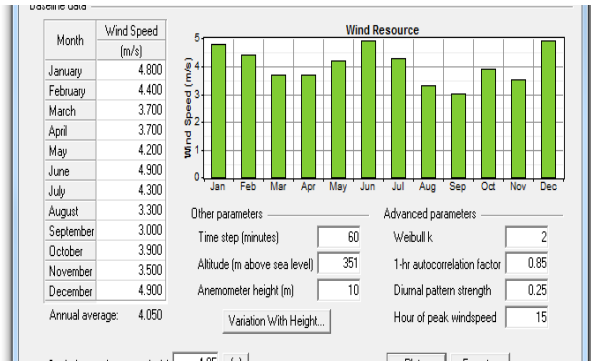 Baseline data
Month
Wind Speed
(m/s)
January 4.800
February 4.400
March 3.700
April 3.700
May 4.200
June 4.900
July 4.300
August 3.300
September 3.000
October 3.900
November 3.500
December 4.900
Annual average: 4.050
Wind Resource
Wind Speed (m/s)
5
4
3
2
1
0
Jan Feb Mar Apr May Jun Jul Aug Sep Oct Nov Dec
Other parameters
Time step (minutes) 60
Altitude (m above sea level) 351
Anemometer height (m) 10
Variation With Height...
Advanced parameters
Weibull k 2
1-hr autocorrelation factor 0.85
Diurnal pattern strength 0.25
Hour of peak windspeed 15
4.05